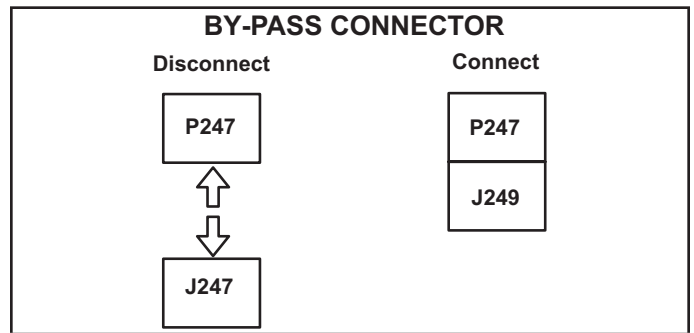 BY-PASS CONNECTOR
Disconnect
Connect
P247
P247
J249
J247